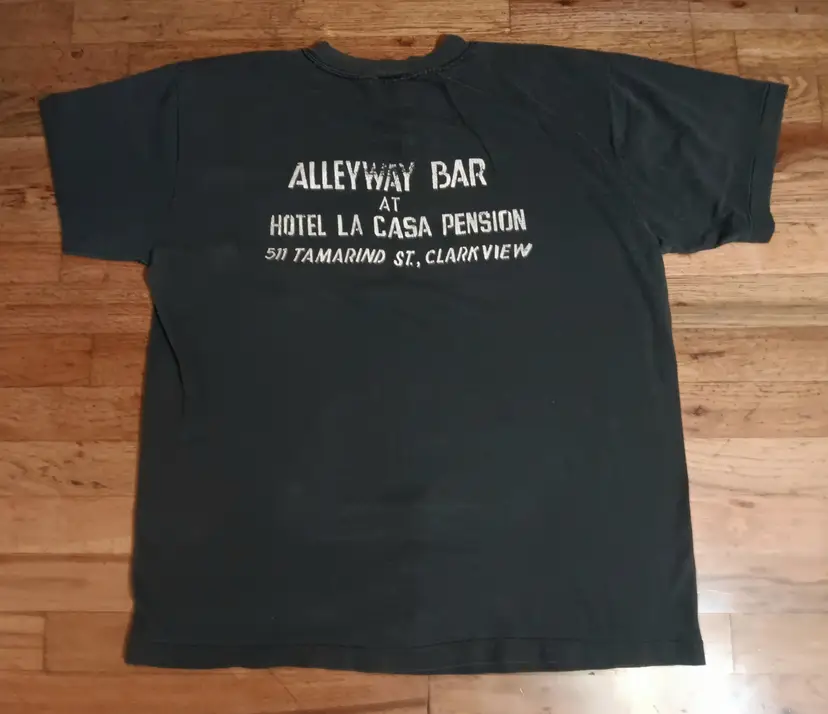 ALLEYWAY BAR
AT
HOTEL LA CASA PENSION
511 TAMARIND ST., CLARKVIEW